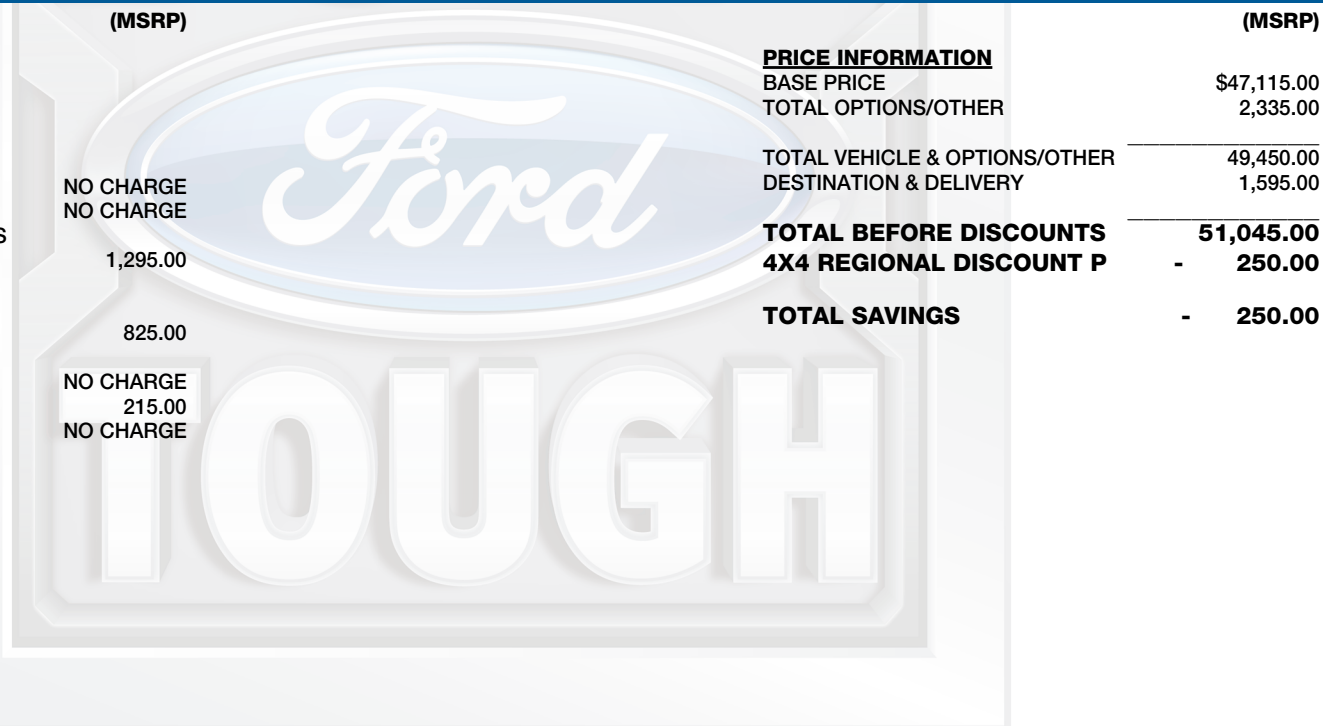 (MSRP)
NO CHARGE
NO CHARGE
S
1,295.00
825.00
NO CHARGE
215.00
NO CHARGE
Ford
TOUGH
(MSRP)
PRICE INFORMATION
BASE PRICE $47,115.00
TOTAL OPTIONS/OTHER 2,335.00
TOTAL VEHICLE & OPTIONS/OTHER 49,450.00
DESTINATION & DELIVERY 1,595.00
TOTAL BEFORE DISCOUNTS 51,045.00
4X4 REGIONAL DISCOUNT P - 250.00
TOTAL SAVINGS - 250.00